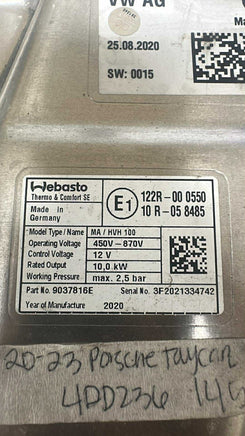 VW AG
Ma
25.08.2020
SW: 0015
Webasto
Thermo & Comfort SE
Made in
Germany
E1
122R-00 0550
10 R-05 8485
Model Type / Name MA / HVH 100
Operating Voltage 450V-870V
Control Voltage 12 V
Rated Output 10,0 kW
Working Pressure max. 2,5 bar
Part No. 9037816E Serial No. 3F2021334742
Year of Manufacture 2020
20-23 Porsche Taycan
4DD236 14G